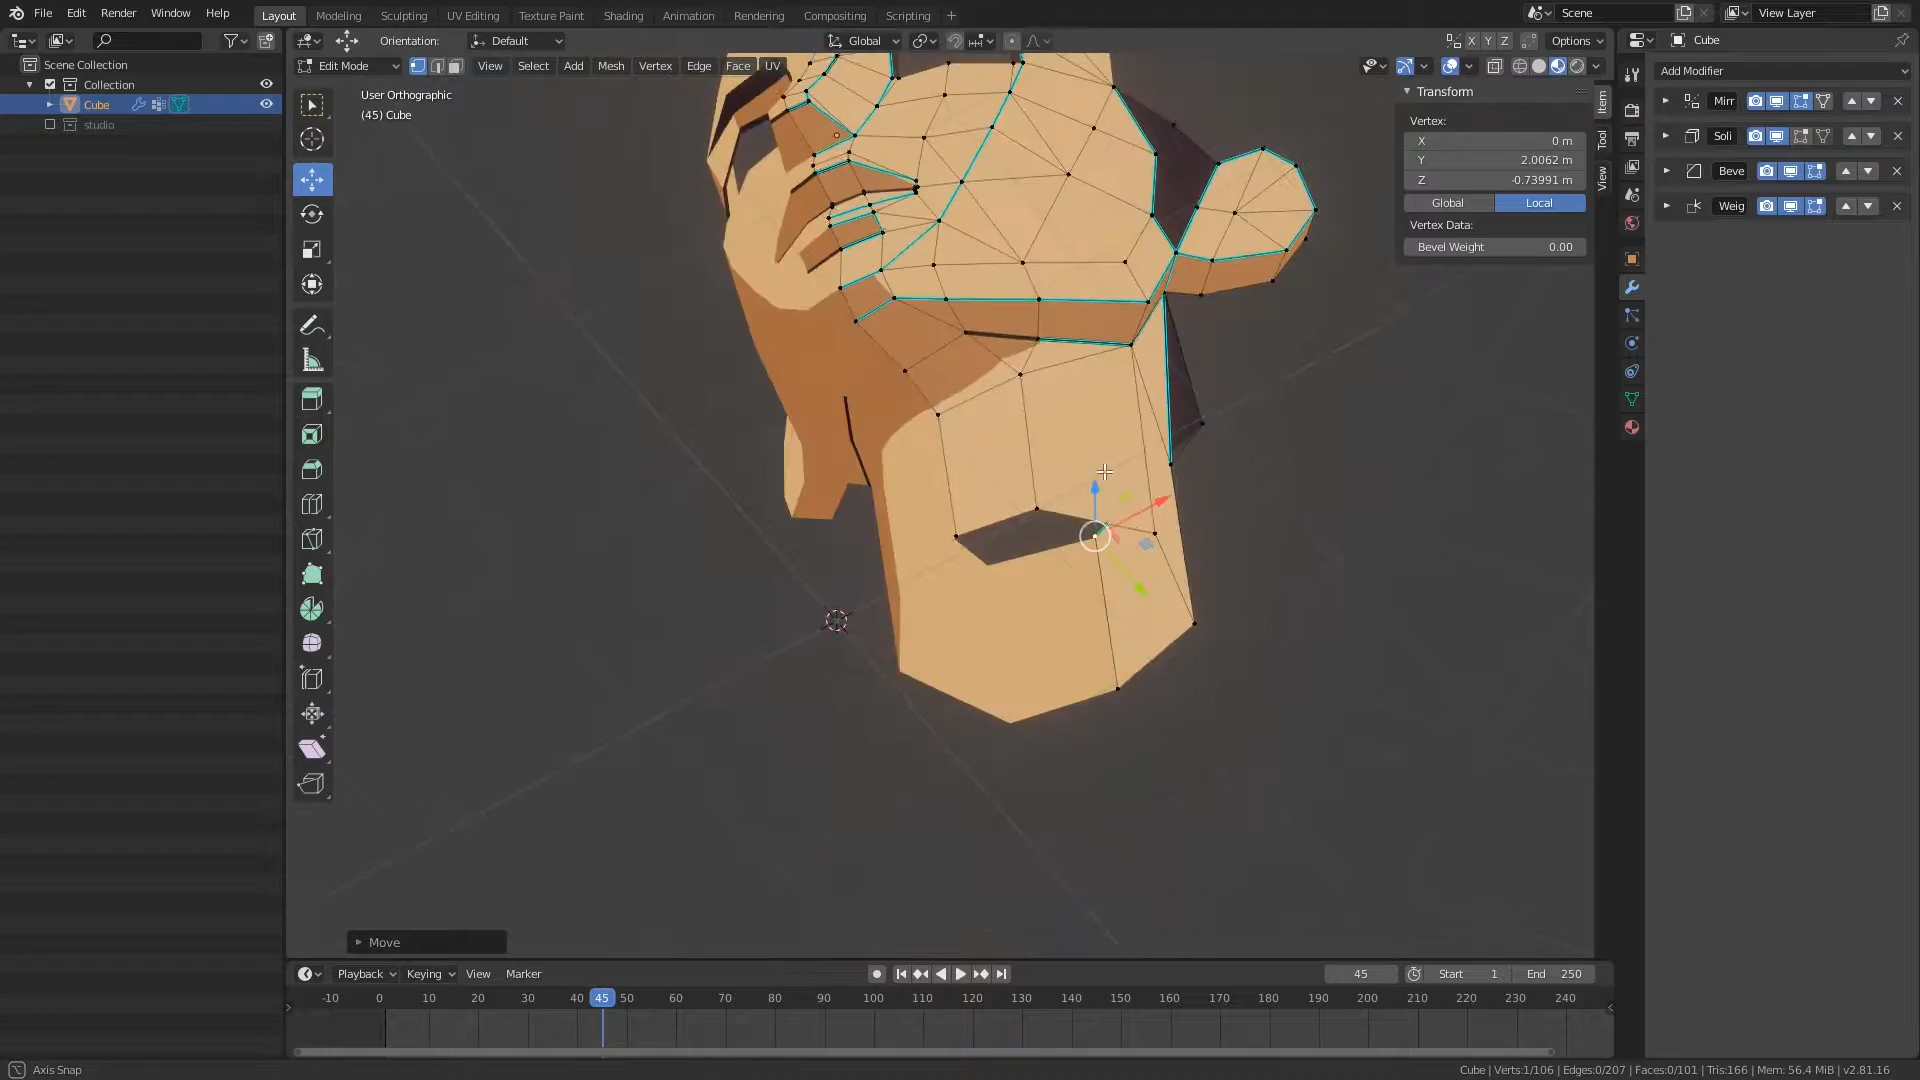 File Edit Render Window Help
Layout Modeling Sculpting UV Editing Texture Paint Shading Animation Rendering Compositing Scripting +
Scene
View Layer
Orientation: Default
Global
X Y Z
Options
Cube
Scene Collection
Edit Mode
View Select Add Mesh Vertex Edge Face UV
Add Modifier
Collection
Cube
studio
User Orthographic
(45) Cube
Transform
Vertex:
X 0 m
Y 2.0062 m
Z -0.73991 m
Global Local
Vertex Data:
Bevel Weight 0.00
Item
Tool
View
Mirr
Soli
Beve
Weig
Move
Playback Keying View Marker
45
Start 1
End 250
-10 0 10 20 30 40 45 50 60 70 80 90 100 110 120 130 140 150 160 170 180 190 200 210 220 230 240
Axis Snap
Cube | Verts:1/106 | Edges:0/207 | Faces:0/101 | Tris:166 | Mem: 56.4 MiB | v2.81.16